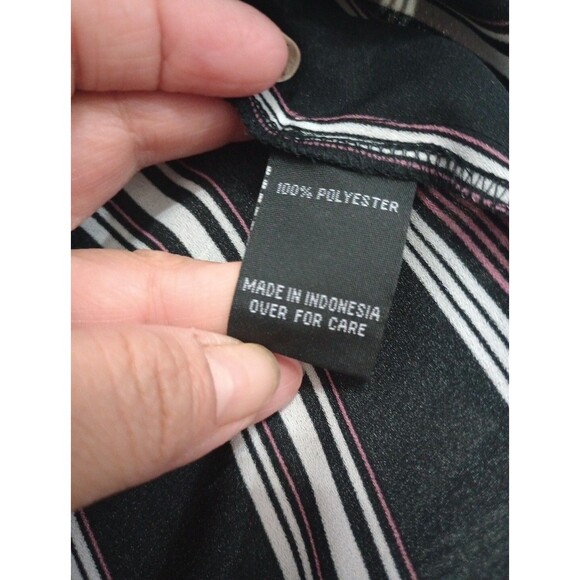 100% POLYESTER
MADE IN INDONESIA
OVER FOR CARE